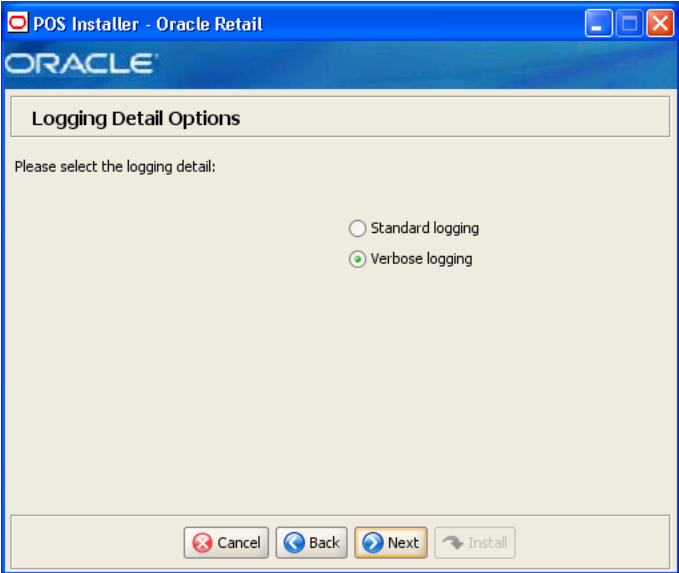 POS Installer - Oracle Retail
ORACLE
Logging Detail Options
Please select the logging detail:
Standard logging
Verbose logging
Cancel Back Next Install